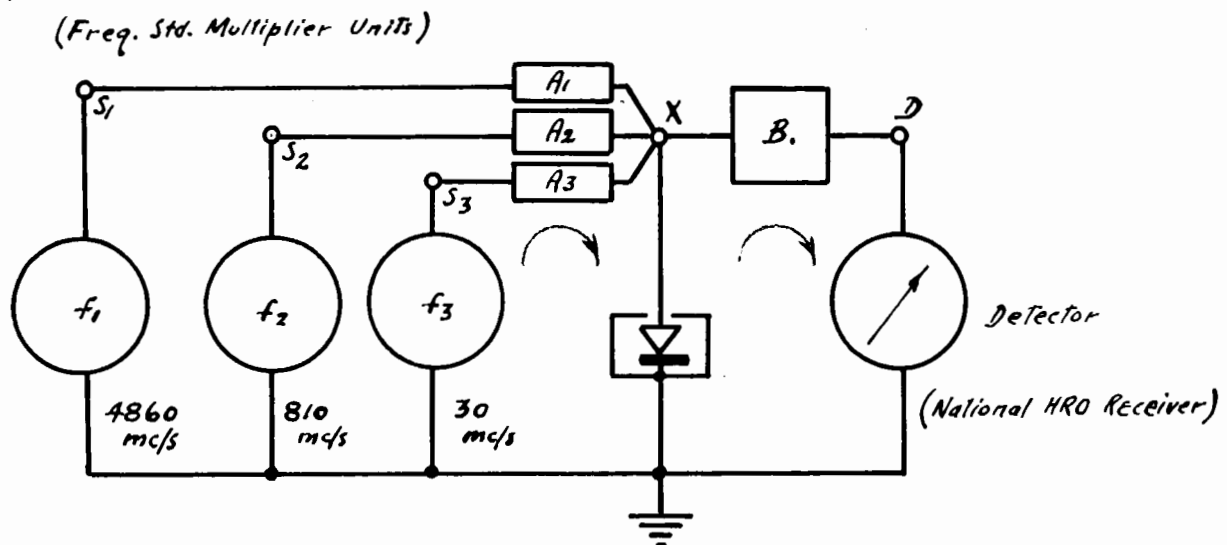 (Freq. Std. Multiplier Units)
S1
A1
X
D
S2
A2
B.
S3
A3
f1
f2
f3
Detector
4860
mc/s
810
mc/s
30
mc/s
(National HRO Receiver)